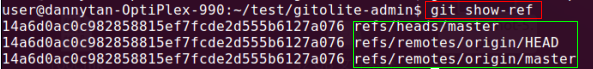 user@dannytan-OptiPlex-990:~/test/gitolite-admin$ git show-ref
14a6d0ac0c982858815ef7fcde2d555b6127a076 refs/heads/master
14a6d0ac0c982858815ef7fcde2d555b6127a076 refs/remotes/origin/HEAD
14a6d0ac0c982858815ef7fcde2d555b6127a076 refs/remotes/origin/master